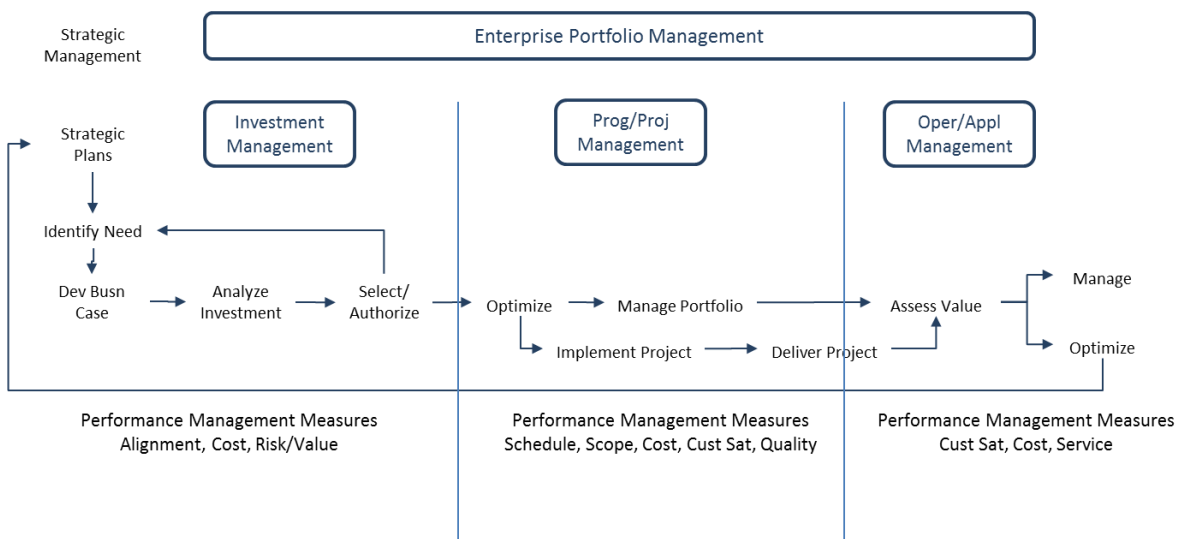 Strategic
Management
Enterprise Portfolio Management
Strategic
Plans
Investment
Management
Prog/Proj
Management
Oper/Appl
Management
Identify Need
Dev Busn
Case
Analyze
Investment
Select/
Authorize
Optimize
Manage Portfolio
Assess Value
Manage
Implement Project
Deliver Project
Optimize
Performance Management Measures
Alignment, Cost, Risk/Value
Performance Management Measures
Schedule, Scope, Cost, Cust Sat, Quality
Performance Management Measures
Cust Sat, Cost, Service